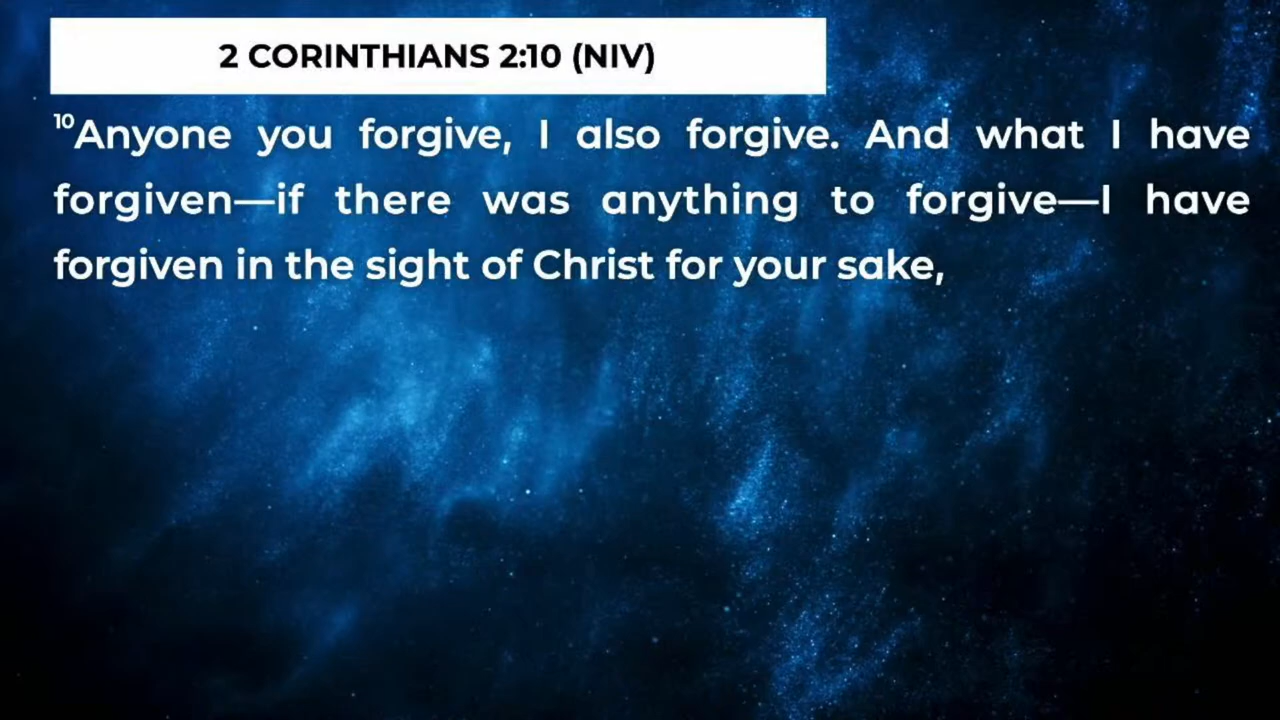 2 CORINTHIANS 2:10 (NIV)
¹⁰Anyone you forgive, I also forgive. And what I have
forgiven—if there was anything to forgive—I have
forgiven in the sight of Christ for your sake,